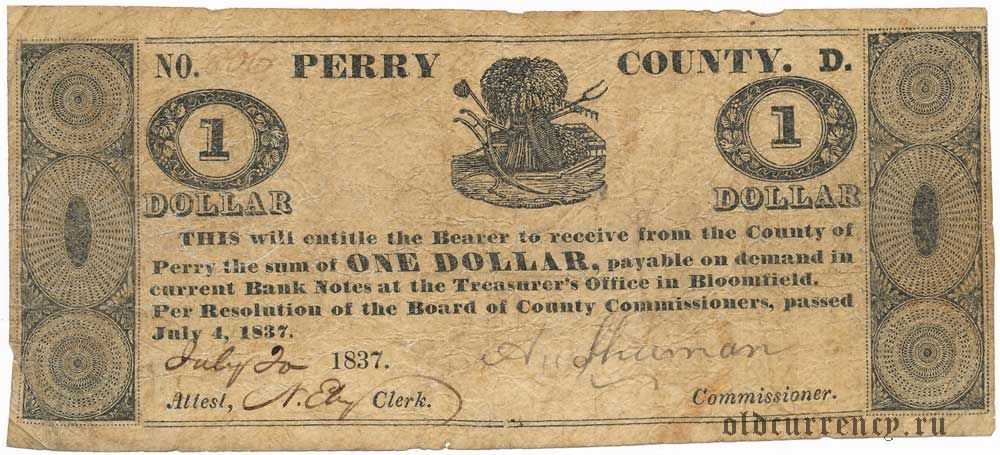 NO. PERRY COUNTY. D.
1 1
DOLLAR DOLLAR
THIS will entitle the Bearer to receive from the County of
Perry the sum of ONE DOLLAR, payable on demand in
current Bank Notes at the Treasurer's Office in Bloomfield.
Per Resolution of the Board of County Commissioners, passed
July 4, 1837.
July 20 1837.
Attest, N. Eby Clerk. Commissioner.
oldcurrency.ru